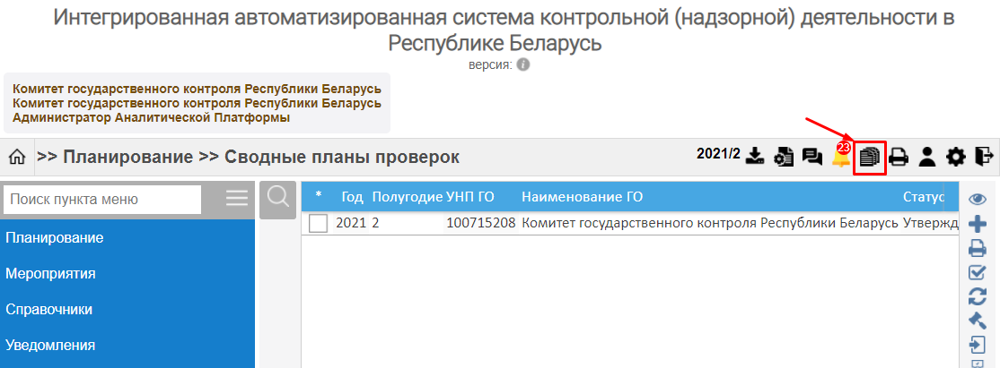 Интегрированная автоматизированная система контрольной (надзорной) деятельности в
Республике Беларусь
версия:
Комитет государственного контроля Республики Беларусь
Комитет государственного контроля Республики Беларусь
Администратор Аналитической Платформы
>> Планирование >> Сводные планы проверок
2021/2
23
Поиск пункта меню
* Год Полугодие УНП ГО Наименование ГО Статус
2021 2 100715208 Комитет государственного контроля Республики Беларусь Утвержд
Планирование
Мероприятия
Справочники
Уведомления